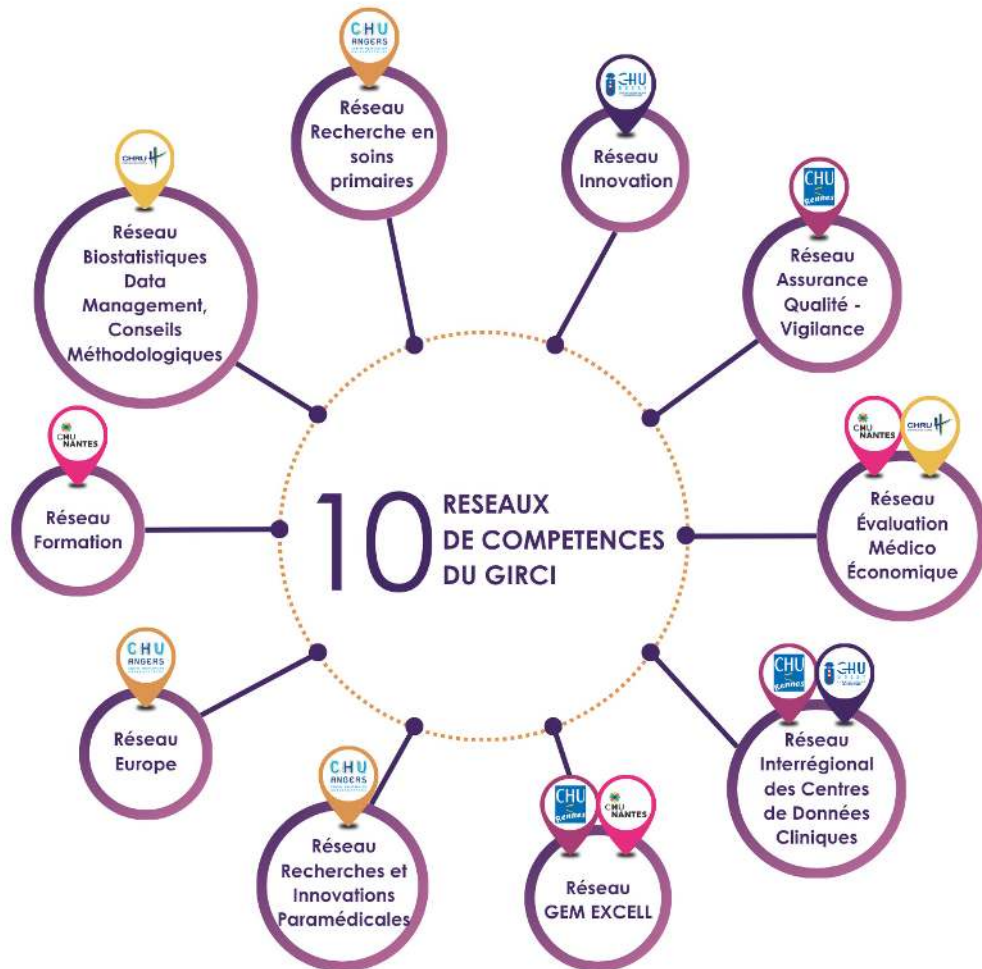 CHU
ANGERS
Réseau
Recherche en
soins
primaires
CHU
BREST
Réseau
Innovation
CHU
Rennes
Réseau
Assurance
Qualité -
Vigilance
CHU
NANTES
CHRU
Réseau
Évaluation
Médico
Économique
CHU
Rennes
CHU
BREST
Réseau
Interrégional
des Centres
de Données
Cliniques
CHU
Rennes
CHU
NANTES
Réseau
GEM EXCELL
CHU
ANGERS
Réseau
Recherches et
Innovations
Paramédicales
CHU
ANGERS
Réseau
Europe
CHU
NANTES
Réseau
Formation
CHRU
Réseau
Biostatistiques
Data
Management,
Conseils
Méthodologiques
10
RESEAUX
DE COMPETENCES
DU GIRCI